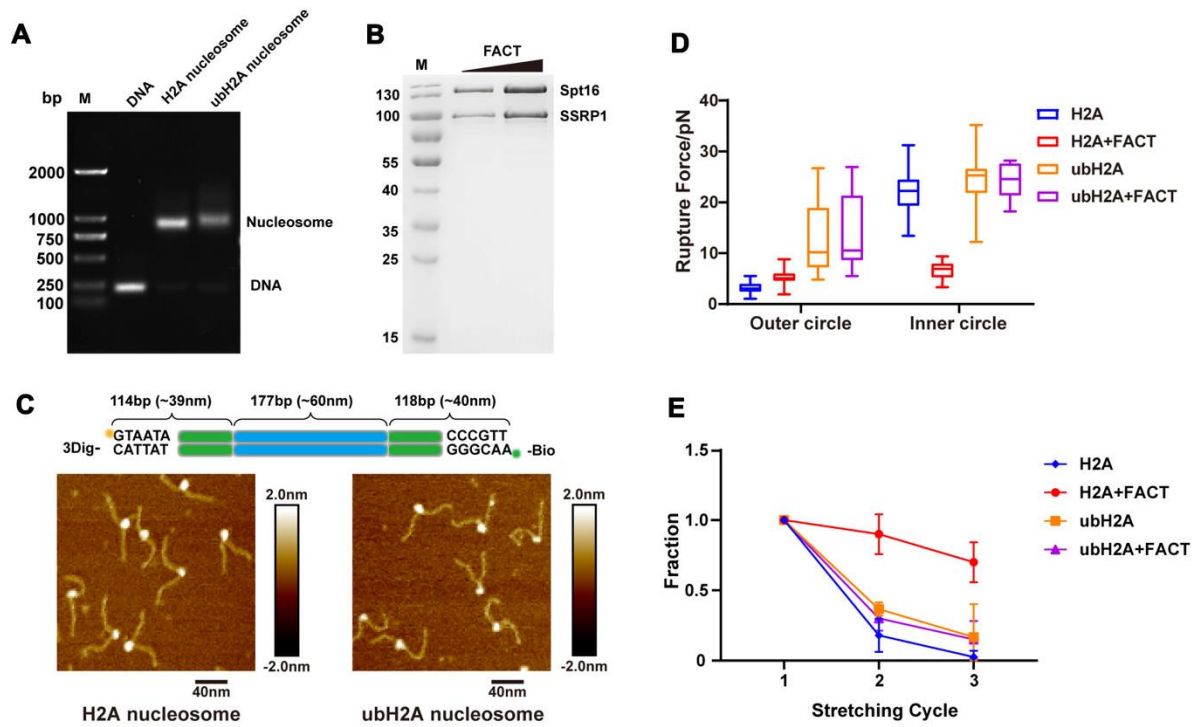 A
bp
M
DNA
H2A nucleosome
ubH2A nucleosome
2000
1000
750
500
250
100
Nucleosome
DNA
B
M
FACT
130
100
55
40
35
25
15
Spt16
SSRP1
D
Rupture Force/pN
40
30
20
10
0
Outer circle
Inner circle
H2A
H2A+FACT
ubH2A
ubH2A+FACT
C
114bp (~39nm)
177bp (~60nm)
118bp (~40nm)
GTAATA
CCCGTT
3Dig-
CATTAT
GGGCAA
-Bio
2.0nm
-2.0nm
40nm
H2A nucleosome
2.0nm
-2.0nm
40nm
ubH2A nucleosome
E
Fraction
1.5
1.0
0.5
0
1
2
3
Stretching Cycle
H2A
H2A+FACT
ubH2A
ubH2A+FACT